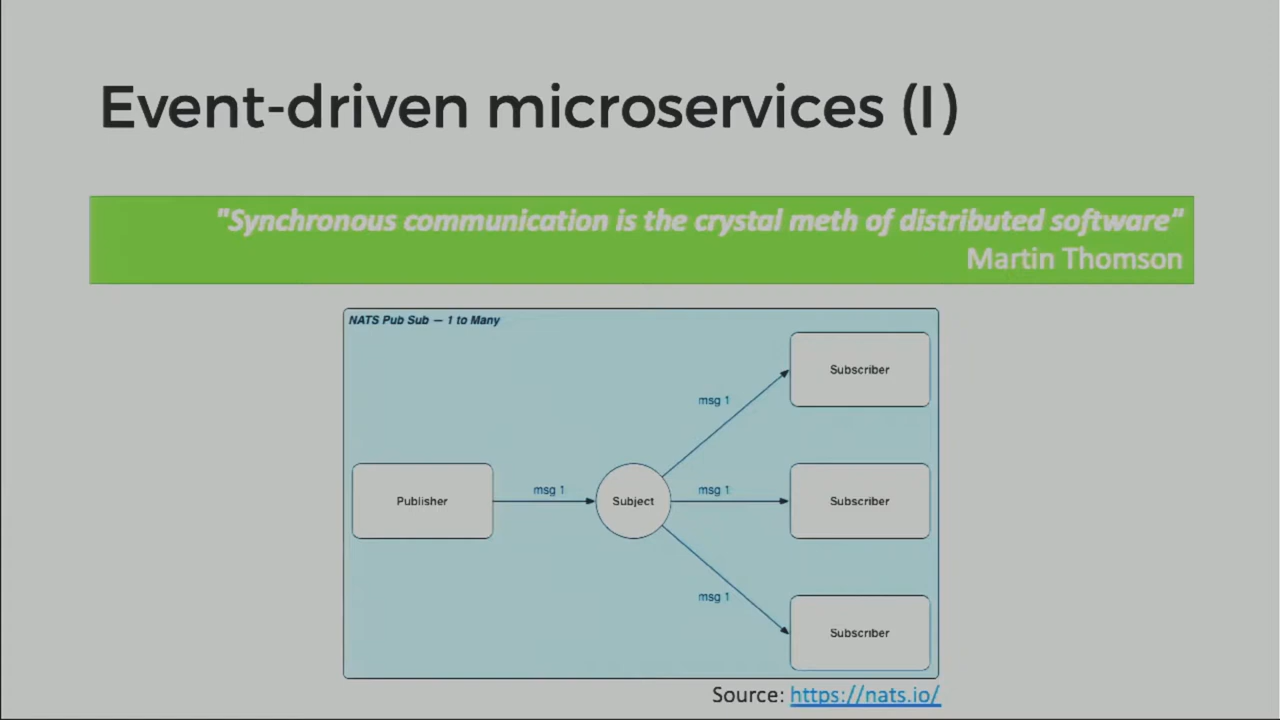 Event-driven microservices (I)
"Synchronous communication is the crystal meth of distributed software"
Martin Thomson
NATS Pub Sub — 1 to Many
Subscriber
msg 1
Publisher
msg 1
Subject
msg 1
Subscriber
msg 1
Subscriber
Source: https://nats.io/